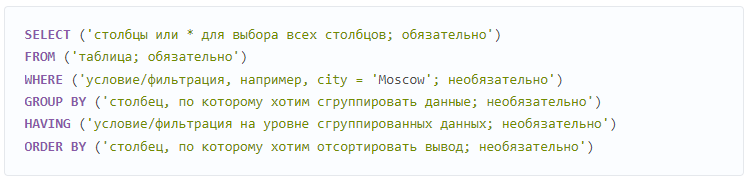 SELECT ('столбцы или * для выбора всех столбцов; обязательно')
FROM ('таблица; обязательно')
WHERE ('условие/фильтрация, например, city = 'Moscow'; необязательно')
GROUP BY ('столбец, по которому хотим сгруппировать данные; необязательно')
HAVING ('условие/фильтрация на уровне сгруппированных данных; необязательно')
ORDER BY ('столбец, по которому хотим отсортировать вывод; необязательно')